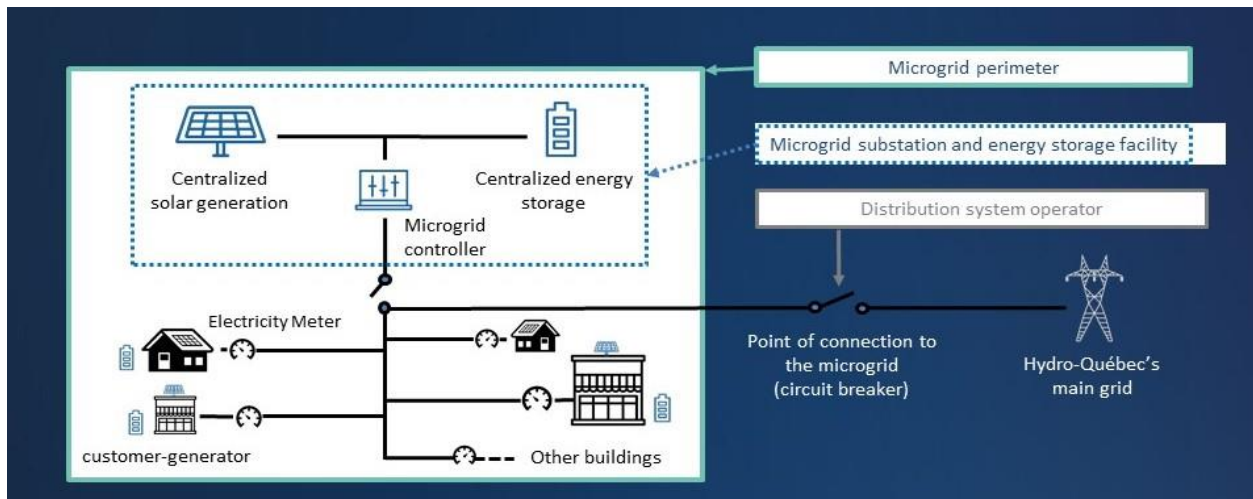 Microgrid perimeter
Microgrid substation and energy storage facility
Distribution system operator
Centralized
solar generation
Centralized energy
storage
Microgrid
controller
Electricity Meter
customer-generator
Other buildings
Point of connection to
the microgrid
(circuit breaker)
Hydro-Québec's
main grid